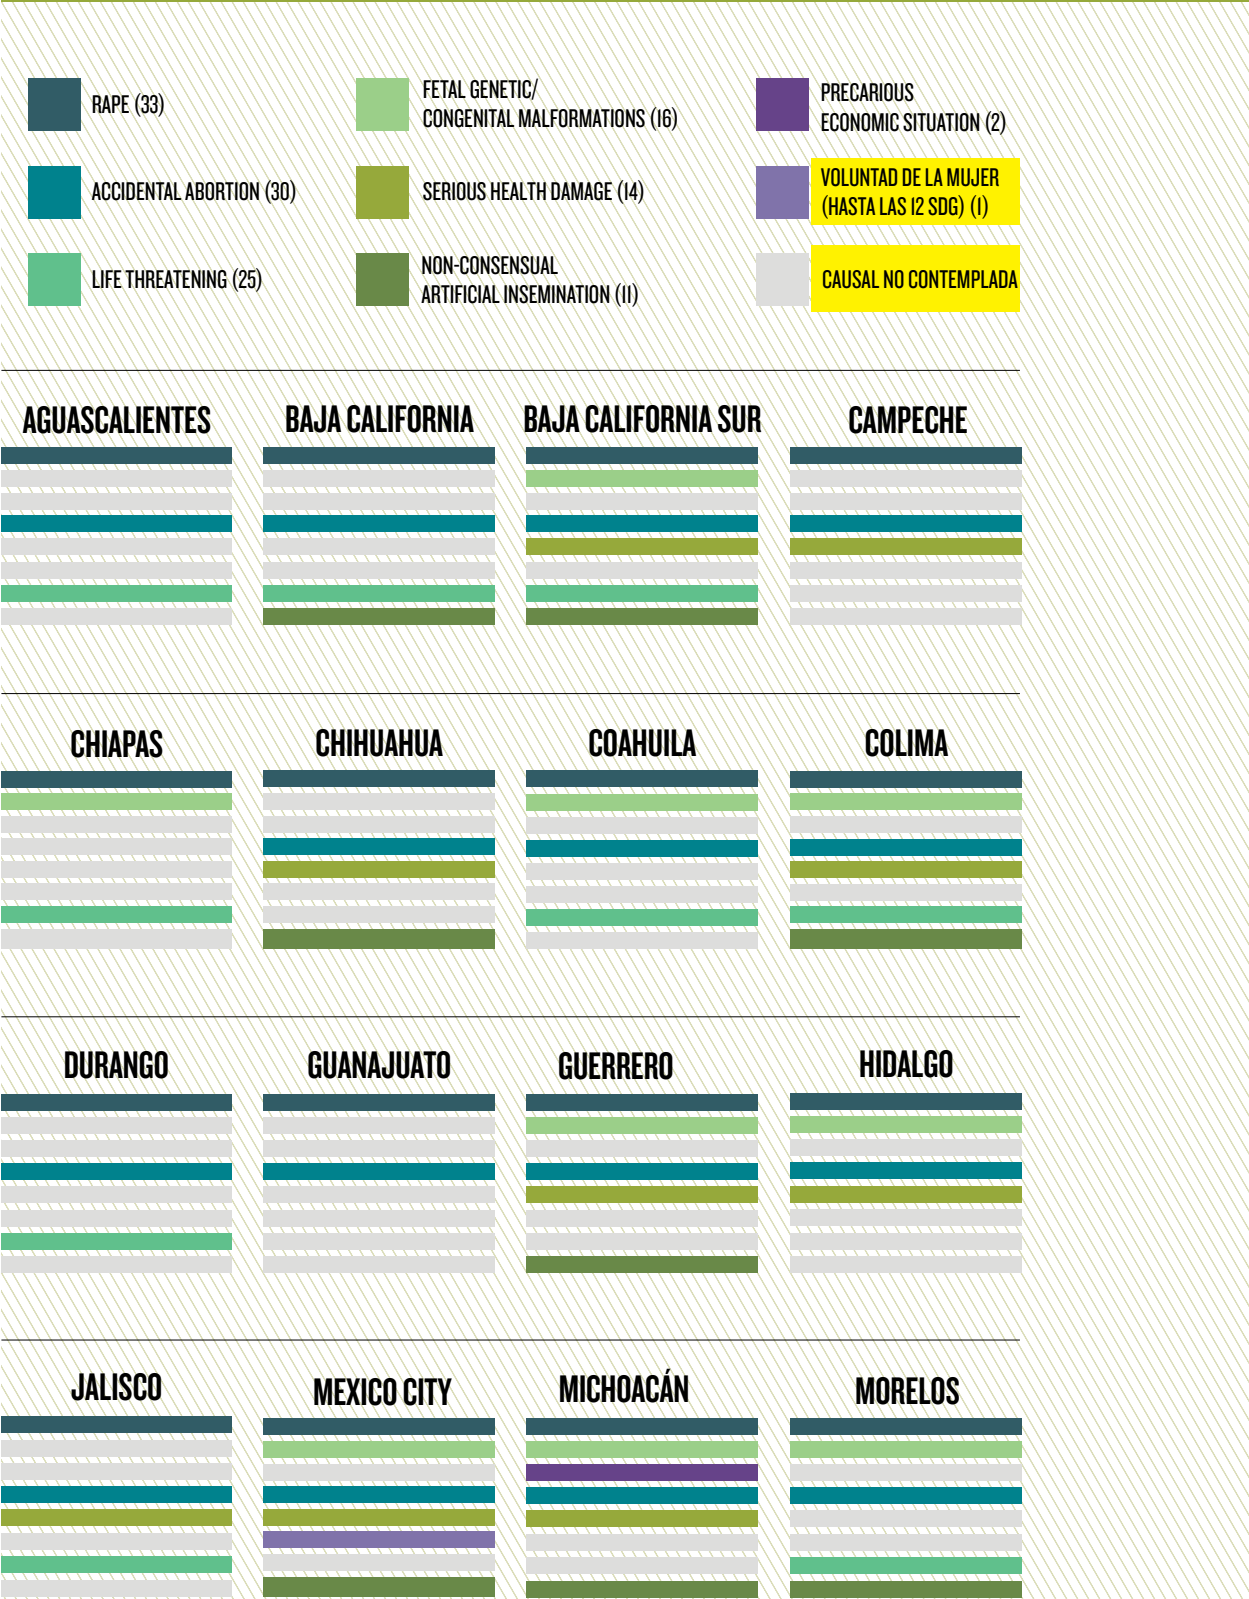 RAPE (33)
ACCIDENTAL ABORTION (30)
LIFE THREATENING (25)
FETAL GENETIC/
CONGENITAL MALFORMATIONS (16)
SERIOUS HEALTH DAMAGE (14)
NON-CONSENSUAL
ARTIFICIAL INSEMINATION (11)
PRECARIOUS
ECONOMIC SITUATION (2)
VOLUNTAD DE LA MUJER
(HASTA LAS 12 SDG) (1)
CAUSAL NO CONTEMPLADA
AGUASCALIENTES
BAJA CALIFORNIA
BAJA CALIFORNIA SUR
CAMPECHE
CHIAPAS
CHIHUAHUA
COAHUILA
COLIMA
DURANGO
GUANAJUATO
GUERRERO
HIDALGO
JALISCO
MEXICO CITY
MICHOACÁN
MORELOS